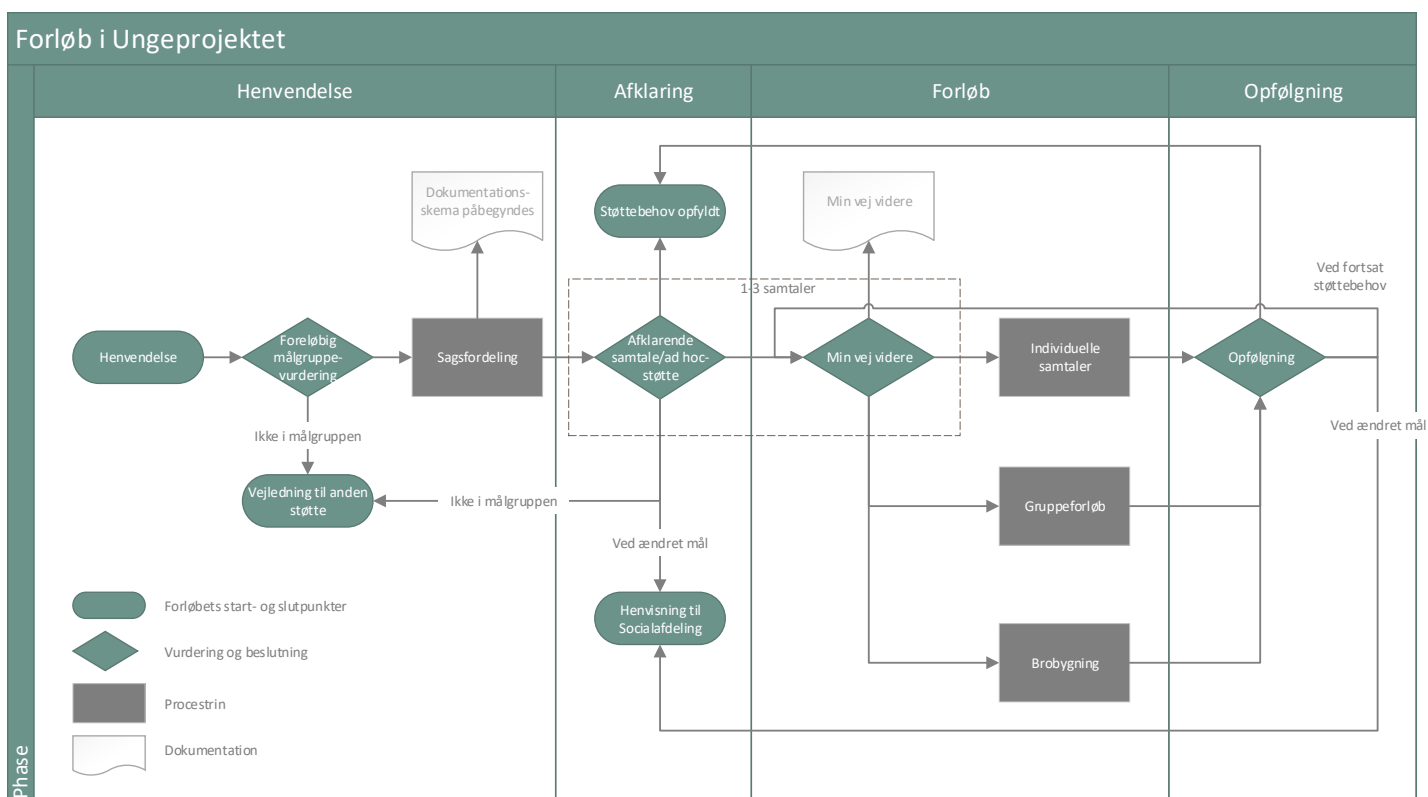 Forløb i Ungeprojektet
Henvendelse
Afklaring
Forløb
Opfølgning
Dokumentations-
skema påbegyndes
Støttebehov opfyldt
Min vej videre
Ved fortsat
støttebehov
1-3 samtaler
Henvendelse
Foreløbig
målgruppe-
vurdering
Sagsfordeling
Afklarende
samtale/ad hoc-
støtte
Min vej videre
Individuelle
samtaler
Opfølgning
Ved ændret mål
Ikke i målgruppen
Vejledning til anden
støtte
Ikke i målgruppen
Gruppeforløb
Ved ændret mål
Henvisning til
Socialafdeling
Brobygning
Forløbets start- og slutpunkter
Vurdering og beslutning
Procestrin
Dokumentation
Phase